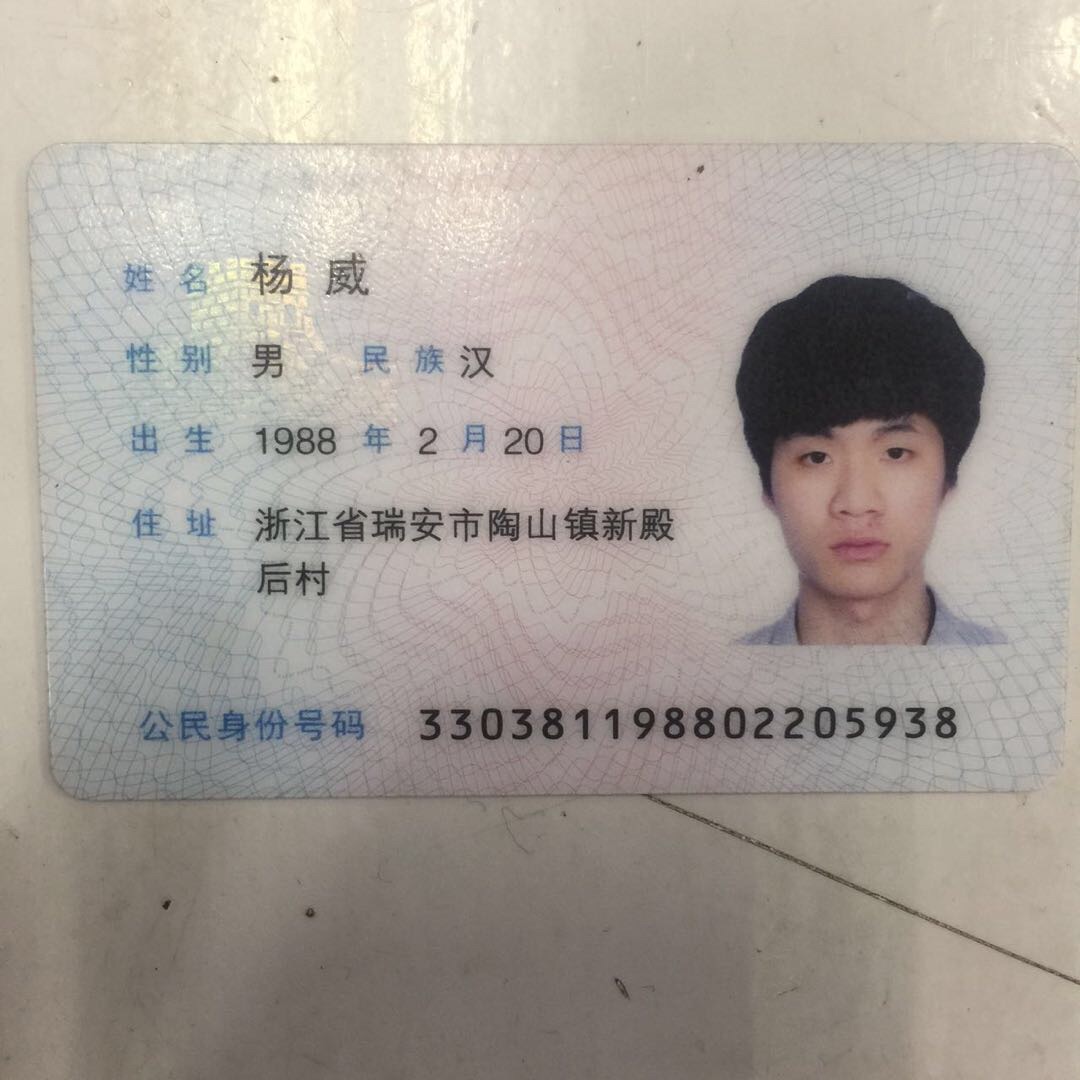 姓名 杨威
性别 男 民族 汉
出生 1988 年 2 月 20 日
住址 浙江省瑞安市陶山镇新殿
后村
公民身份号码 330381198802205938